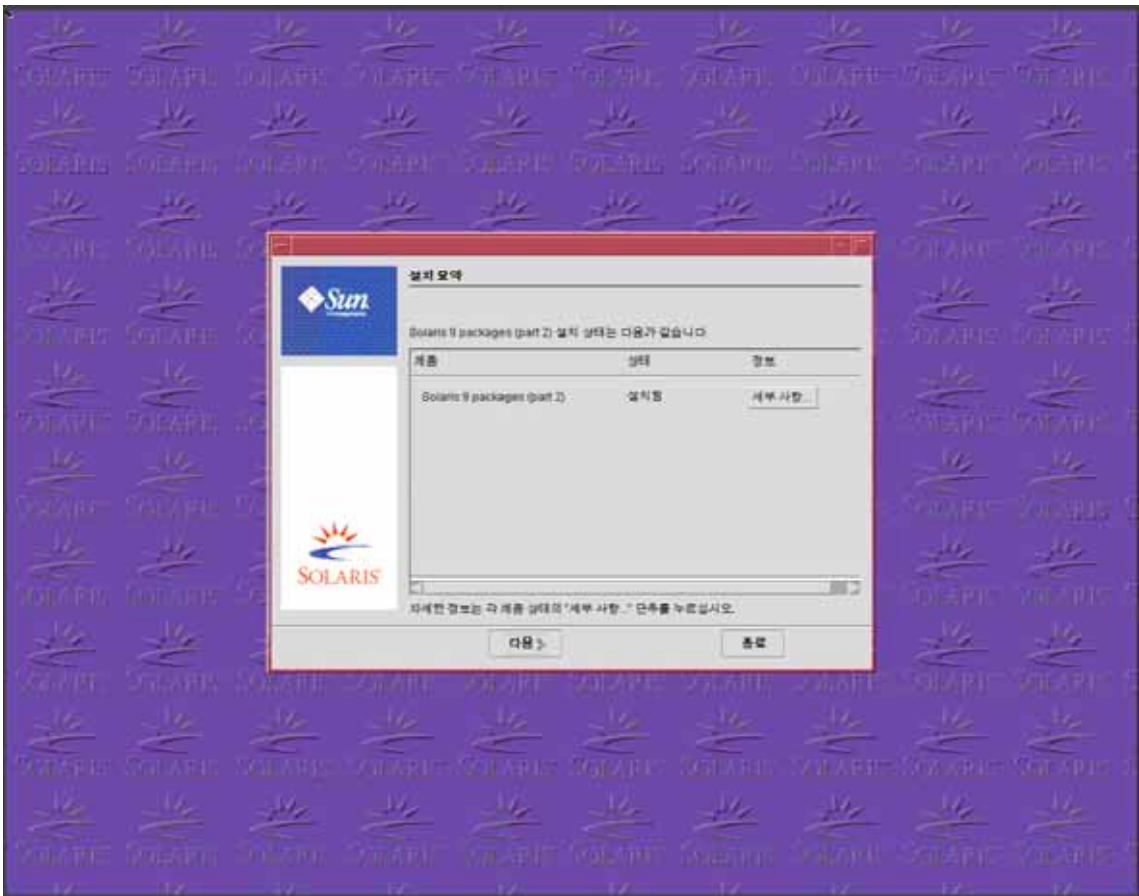 설치 요약
Sun
Solaris 9 packages (part 2) 설치 상태는 다음과 같습니다.
제품 상태 정보
Solaris 9 packages (part 2) 설치됨 세부 사항...
SOLARIS
자세한 정보는 각 제품 상태의 "세부 사항..." 단추를 누르십시오.
다음 > 종료